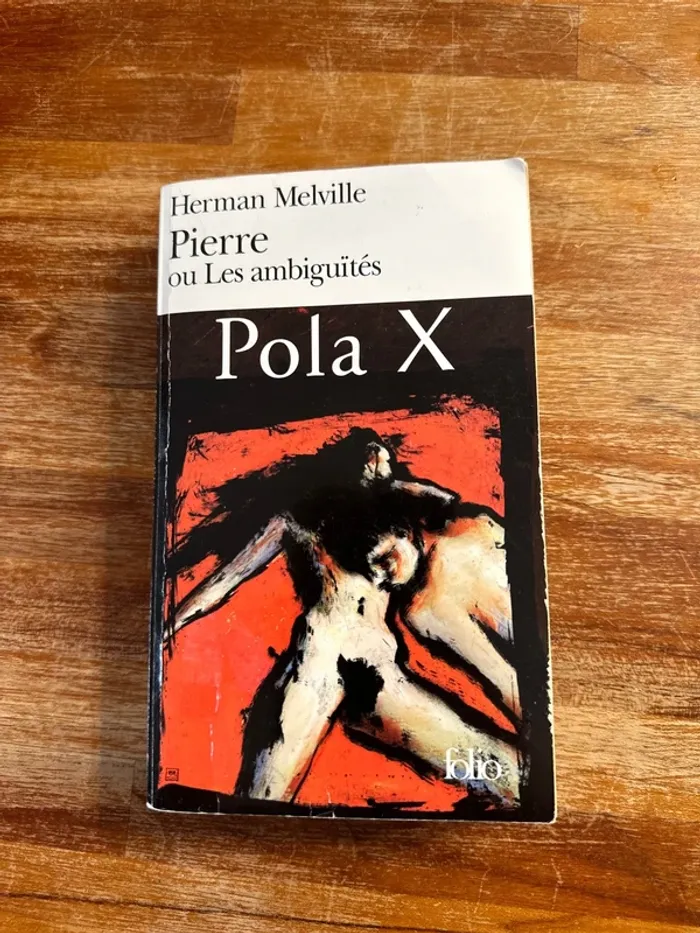 Herman Melville
Pierre
ou Les ambiguïtés
Pola X
folio